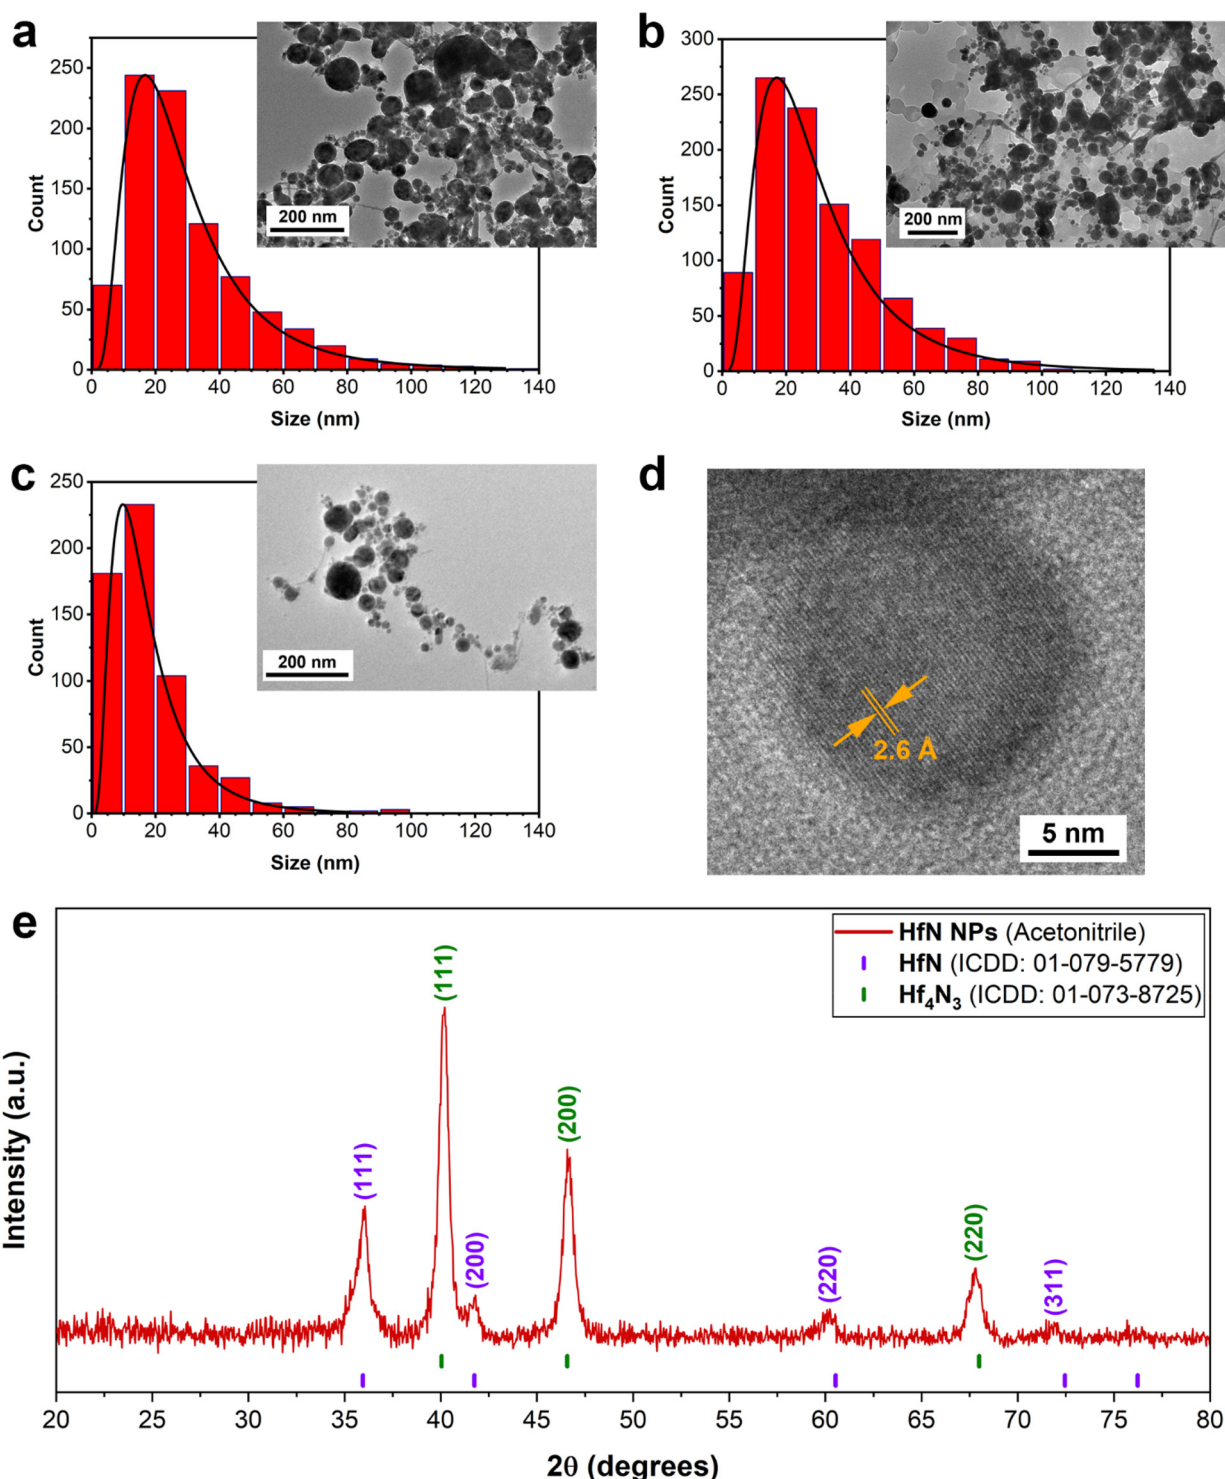 a
250
200
150
100
50
0
Count
0 20 40 60 80 100 120 140
Size (nm)
200 nm
b
300
250
200
150
100
50
0
Count
0 20 40 60 80 100 120 140
Size (nm)
200 nm
c
250
200
150
100
50
0
Count
0 20 40 60 80 100 120 140
Size (nm)
200 nm
d
2.6 Å
5 nm
e
Intensity (a.u.)
HfN NPs (Acetonitrile)
HfN (ICDD: 01-079-5779)
Hf₄N₃ (ICDD: 01-073-8725)
(111)
(111)
(200)
(200)
(220)
(220)
(311)
20 25 30 35 40 45 50 55 60 65 70 75 80
2θ (degrees)